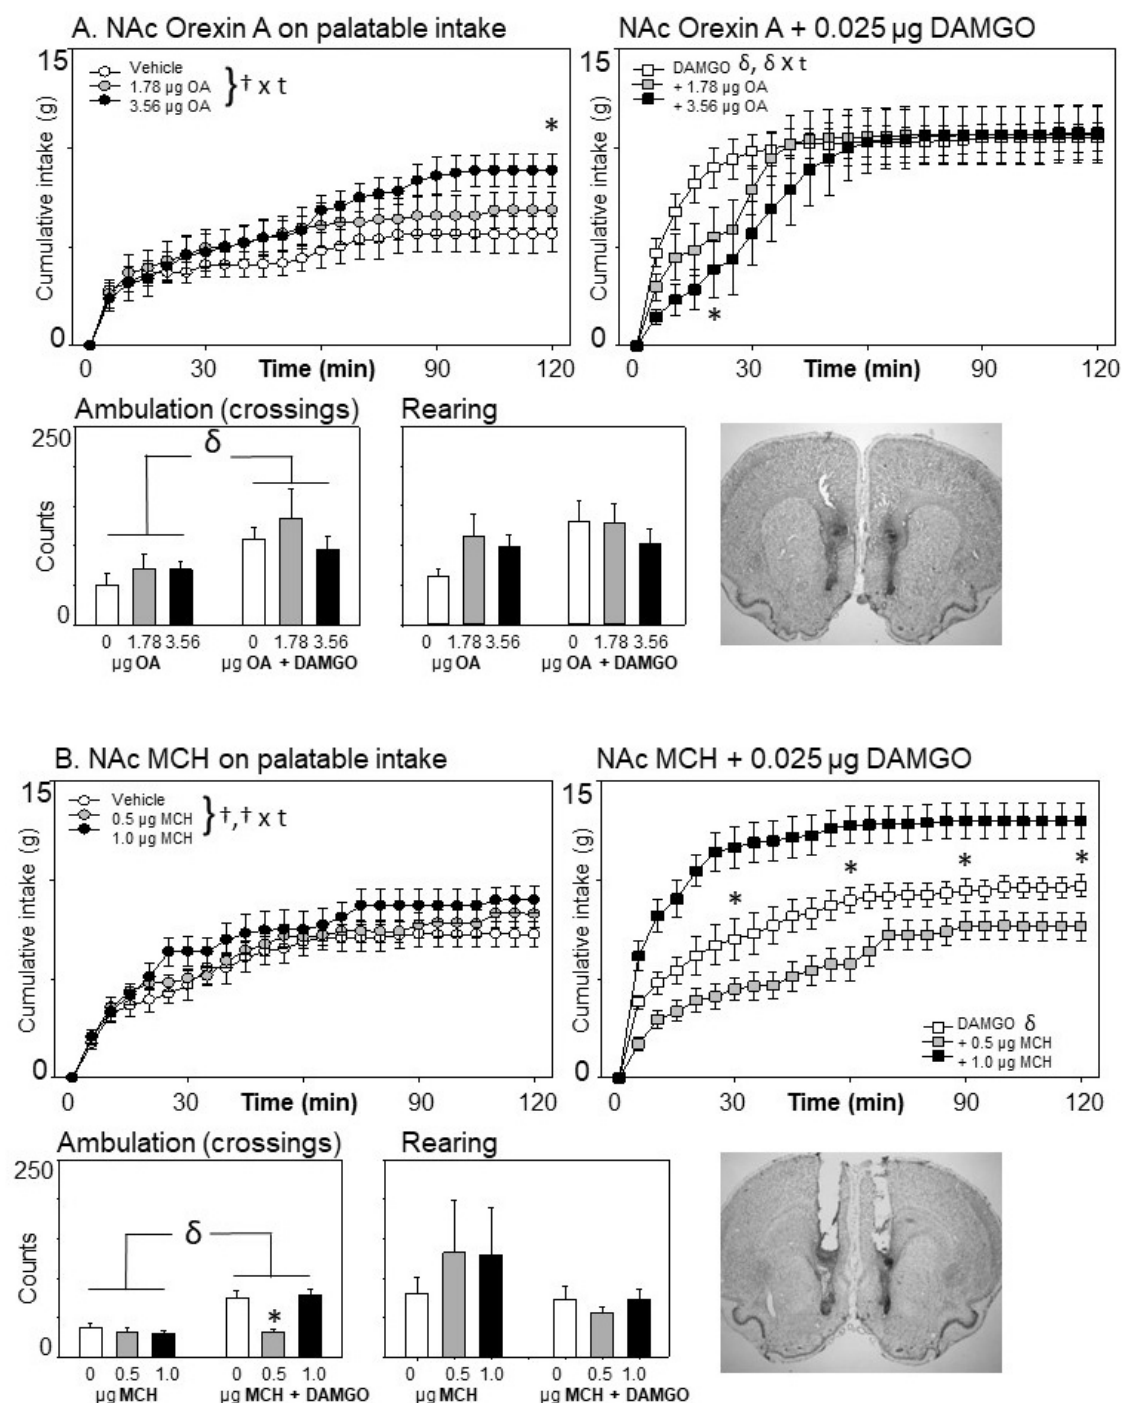 A. NAc Orexin A on palatable intake
15
Vehicle
1.78 µg OA
3.56 µg OA
} † x t
*
Cumulative intake (g)
0
0 30 Time (min) 90 120
NAc Orexin A + 0.025 µg DAMGO
15
DAMGO δ, δ x t
+ 1.78 µg OA
+ 3.56 µg OA
*
Cumulative intake (g)
0
0 30 Time (min) 90 120
Ambulation (crossings)
250
δ
Counts
0
0 1.78 3.56 0 1.78 3.56
µg OA µg OA + DAMGO
Rearing
0 1.78 3.56 0 1.78 3.56
µg OA µg OA + DAMGO
B. NAc MCH on palatable intake
15
Vehicle
0.5 µg MCH
1.0 µg MCH
} †,† x t
Cumulative intake (g)
0
0 30 Time (min) 90 120
NAc MCH + 0.025 µg DAMGO
15
* * * *
Cumulative intake (g)
DAMGO δ
+ 0.5 µg MCH
+ 1.0 µg MCH
0
0 30 Time (min) 90 120
Ambulation (crossings)
250
δ
*
Counts
0
0 0.5 1.0 0 0.5 1.0
µg MCH µg MCH + DAMGO
Rearing
0 0.5 1.0 0 0.5 1.0
µg MCH µg MCH + DAMGO